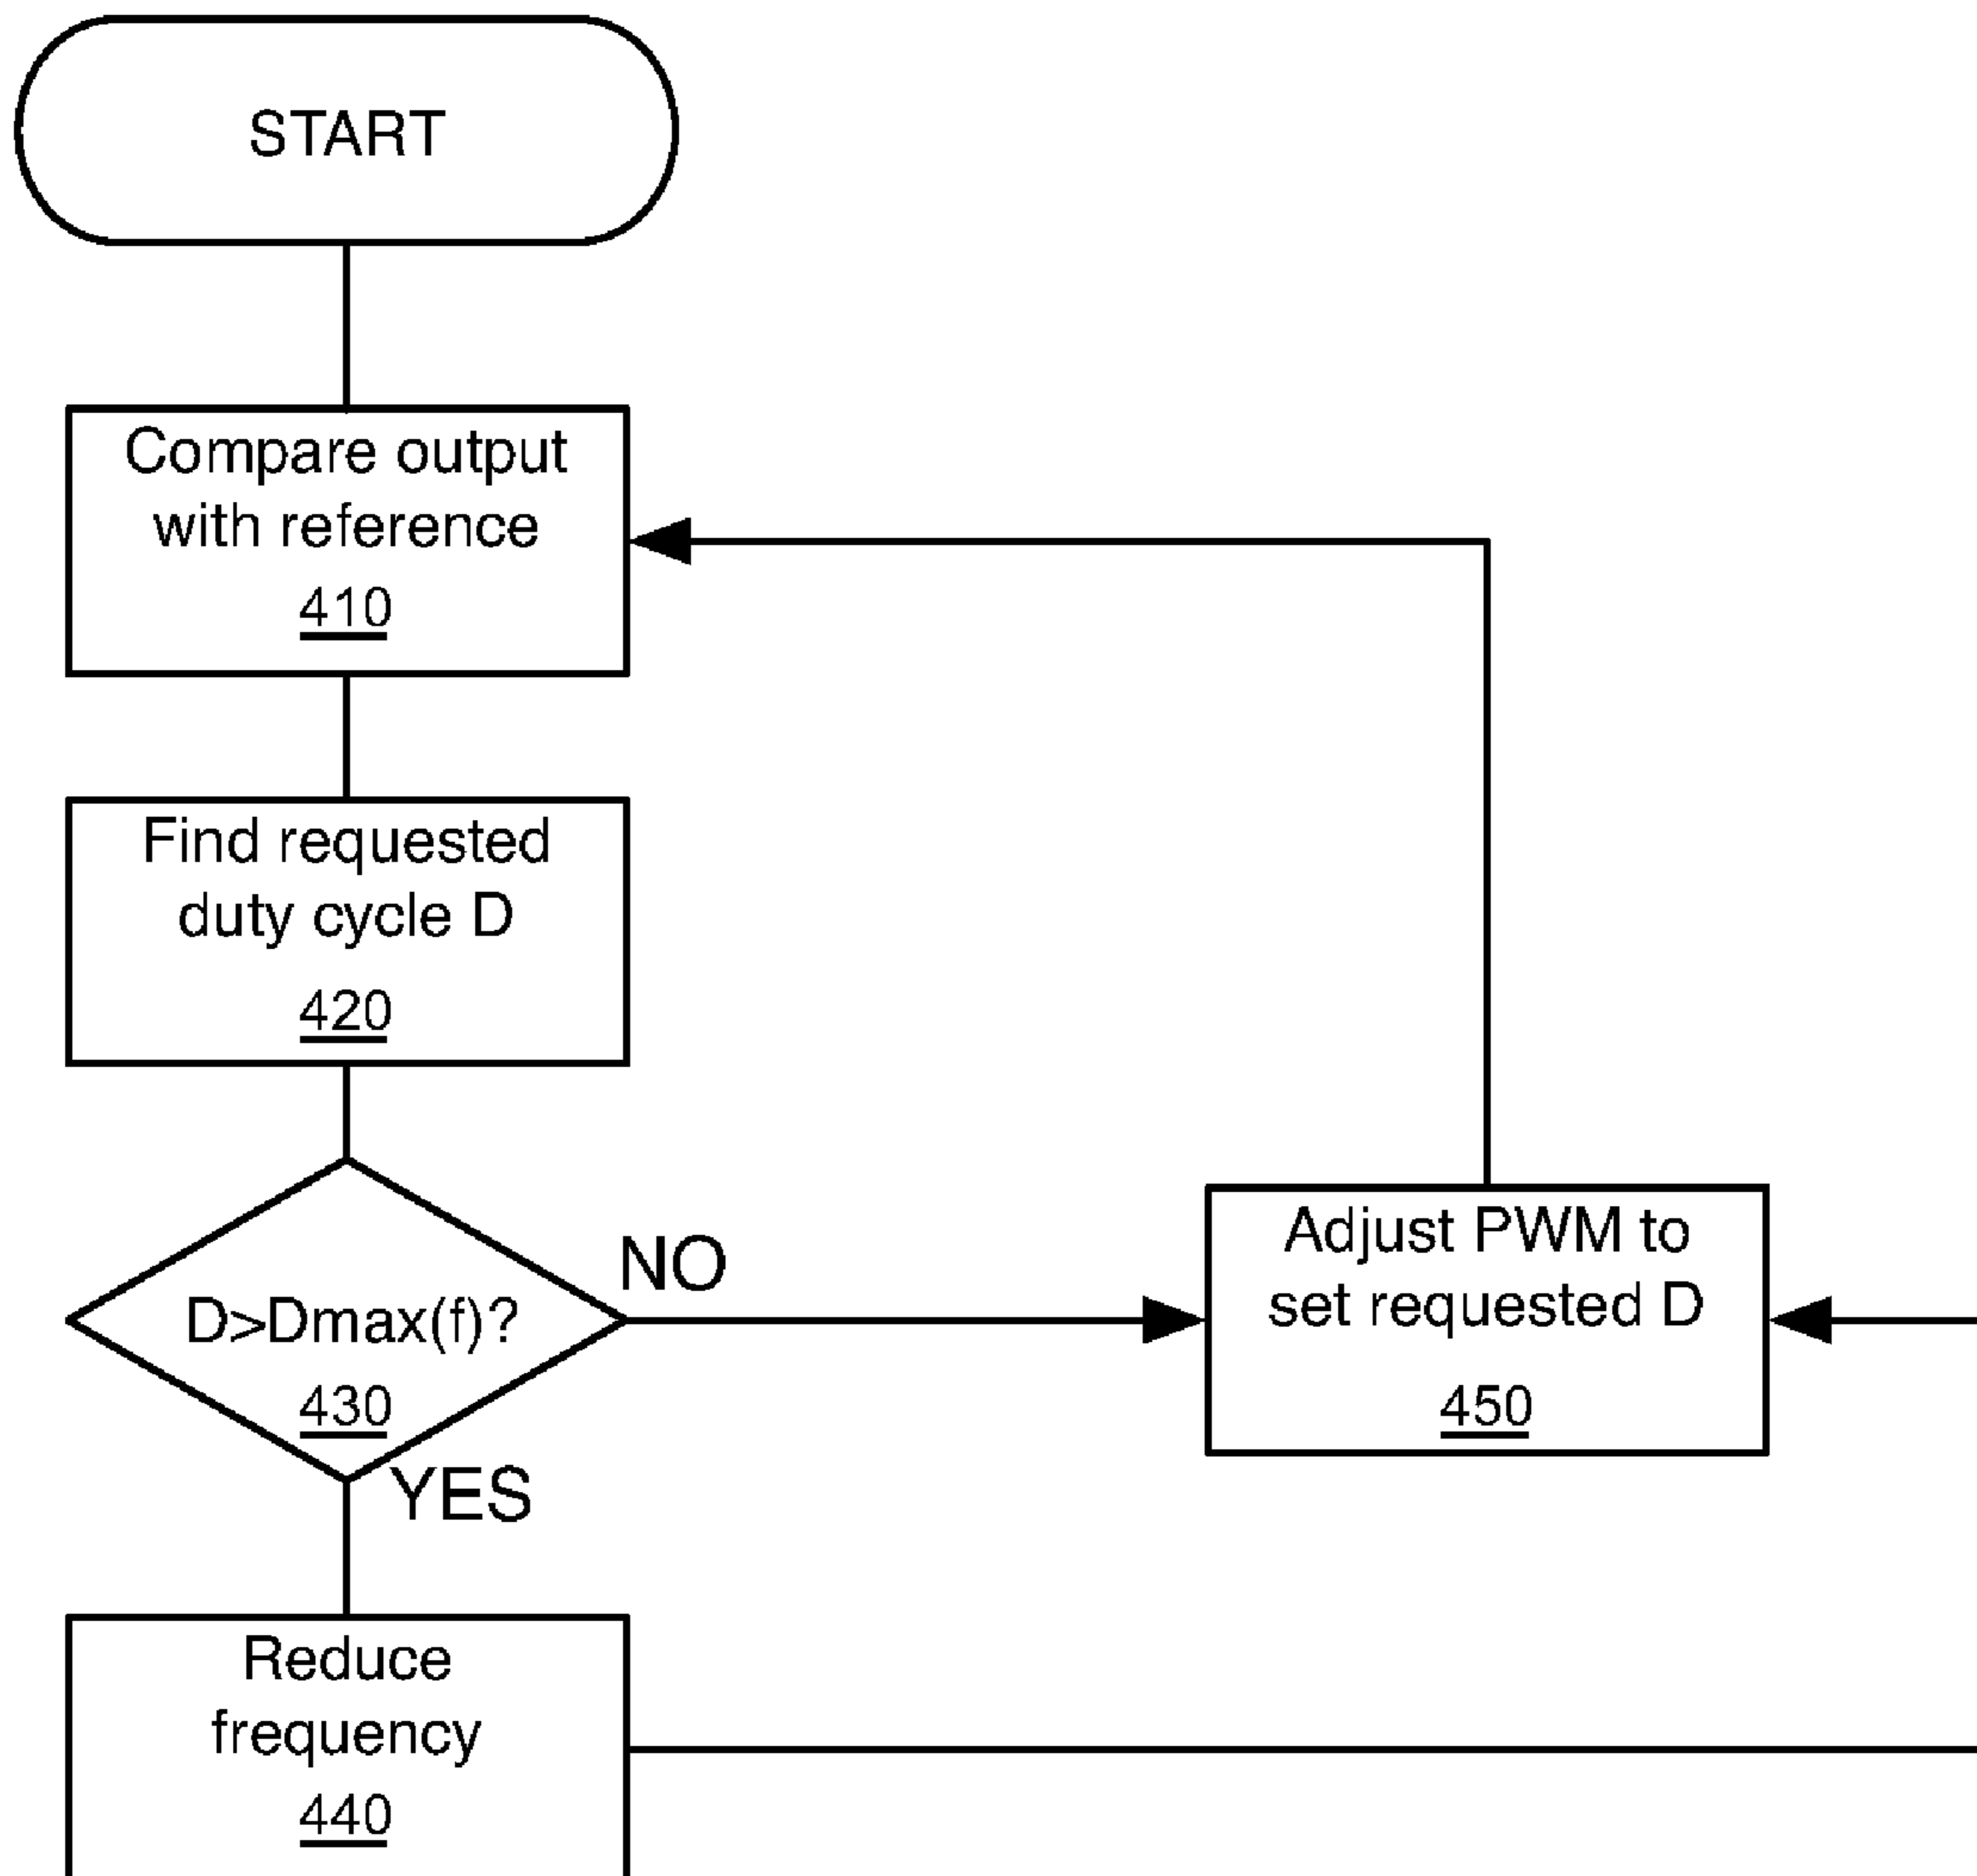 START
Compare output
with reference
410
Find requested
duty cycle D
420
D>Dmax(f)?
430
NO
YES
Adjust PWM to
set requested D
450
Reduce
frequency
440